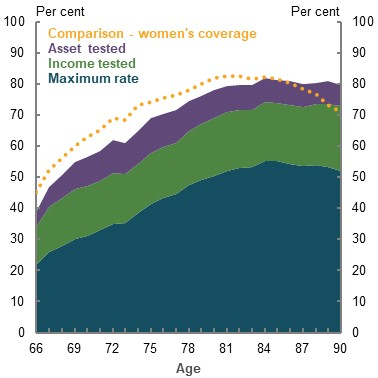 Per cent Per cent
Comparison - women's coverage
Asset tested
Income tested
Maximum rate
100 100
90 90
80 80
70 70
60 60
50 50
40 40
30 30
20 20
10 10
0 0
66 69 72 75 78 81 84 87 90
Age